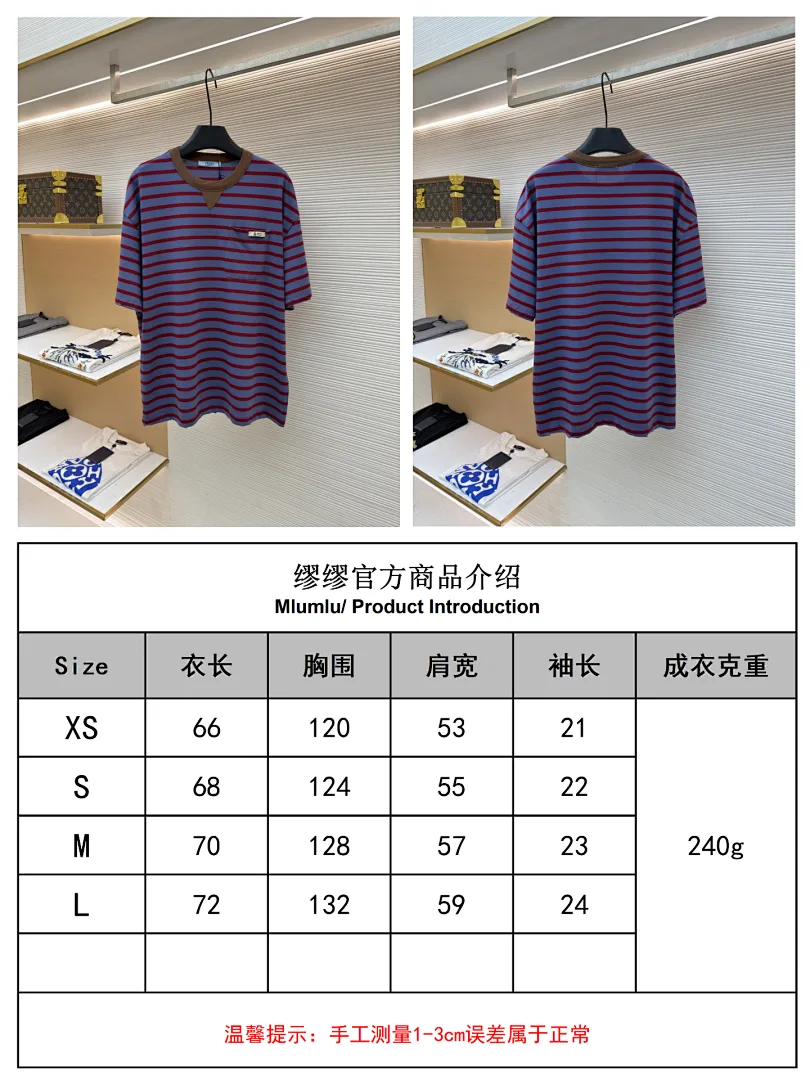 缪缪官方商品介绍
Mlumlu/ Product Introduction
Size 衣长 胸围 肩宽 袖长 成衣克重
XS 66 120 53 21
S 68 124 55 22
M 70 128 57 23 240g
L 72 132 59 24
温馨提示：手工测量1-3cm误差属于正常